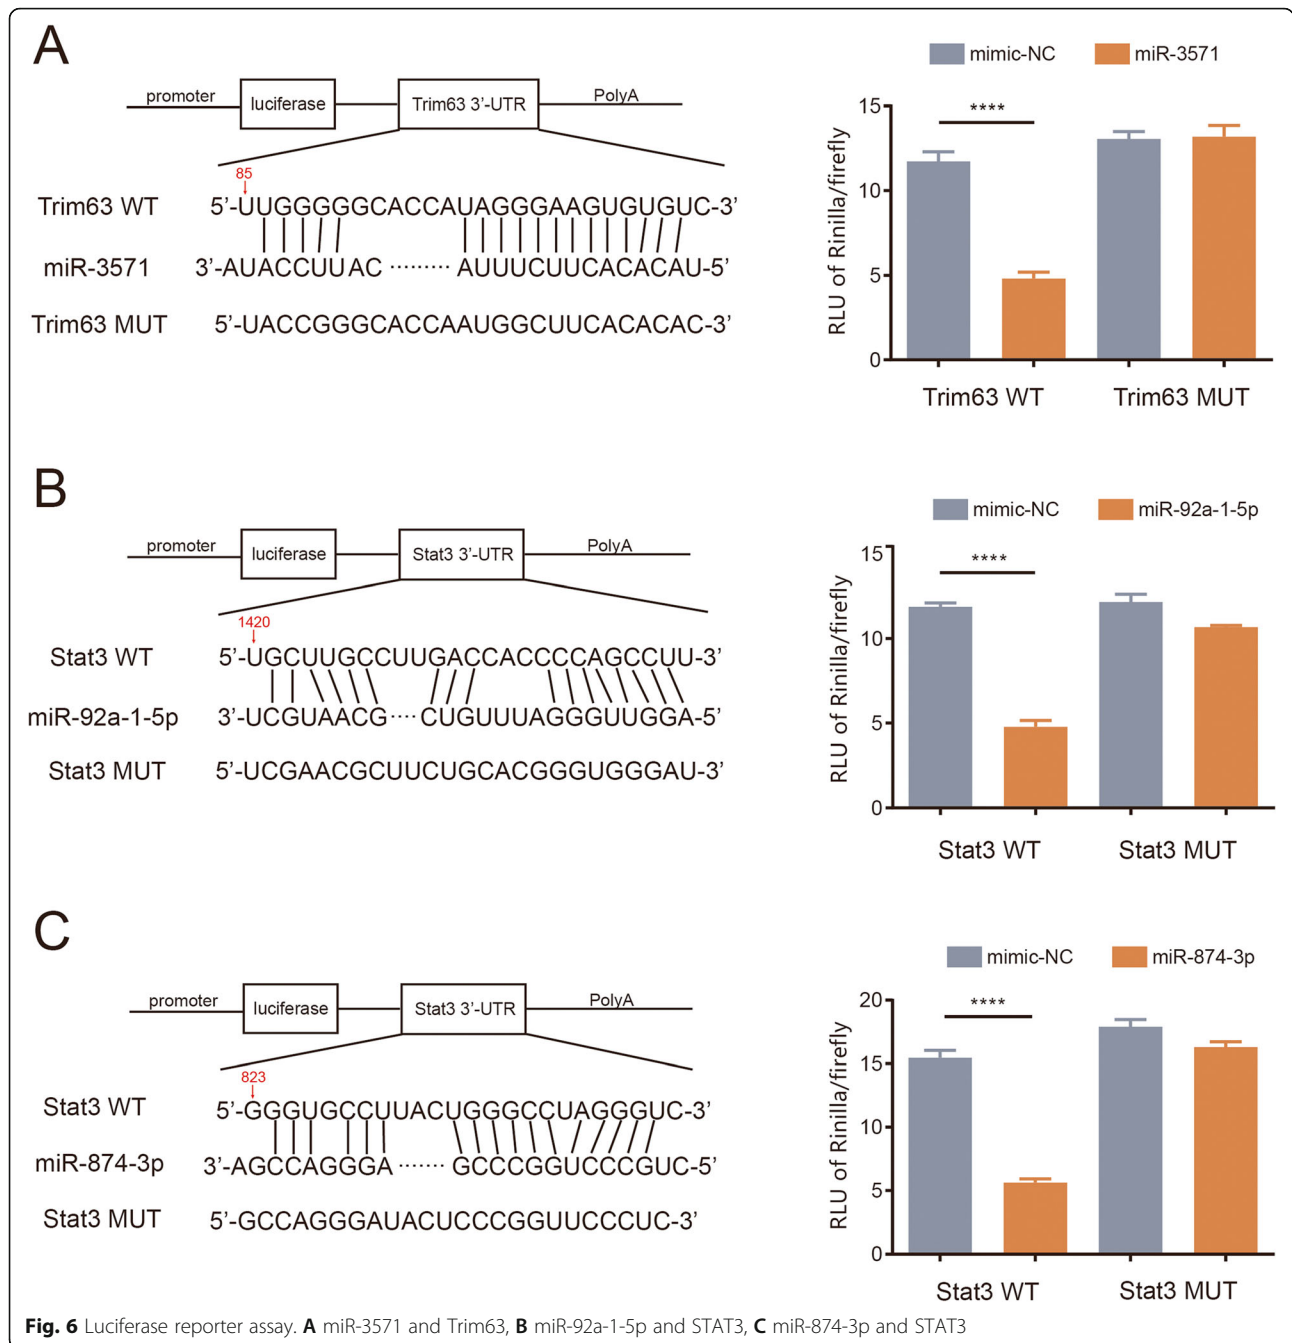 A
mimic-NC miR-3571
promoter luciferase Trim63 3'-UTR PolyA
85
Trim63 WT 5'-UUGGGGGCACCAUAGGGAAGUGUGUC-3'
miR-3571 3'-AUACCUUAC ········· AUUUCUUCACACAU-5'
Trim63 MUT 5'-UACCGGGCACCAAUGGCUUCACACAC-3'
RLU of Rinilla/firefly
15
10
5
0
****
Trim63 WT Trim63 MUT
B
mimic-NC miR-92a-1-5p
promoter luciferase Stat3 3'-UTR PolyA
1420
Stat3 WT 5'-UGCUUGCCUUGACCACCCCAGCCUU-3'
miR-92a-1-5p 3'-UCGUAACG ···· CUGUUUAGGGUUGGA-5'
Stat3 MUT 5'-UCGAACGCUUCUGCACGGGUGGGAU-3'
RLU of Rinilla/firefly
15
10
5
0
****
Stat3 WT Stat3 MUT
C
mimic-NC miR-874-3p
promoter luciferase Stat3 3'-UTR PolyA
823
Stat3 WT 5'-GGGUGCCUUACUGGGCCUAGGGUC-3'
miR-874-3p 3'-AGCCAGGGA ······· GCCCGGUCCCGUC-5'
Stat3 MUT 5'-GCCAGGGAUACUCCCGGUUCCCUC-3'
RLU of Rinilla/firefly
20
15
10
5
0
****
Stat3 WT Stat3 MUT
Fig. 6 Luciferase reporter assay. A miR-3571 and Trim63, B miR-92a-1-5p and STAT3, C miR-874-3p and STAT3